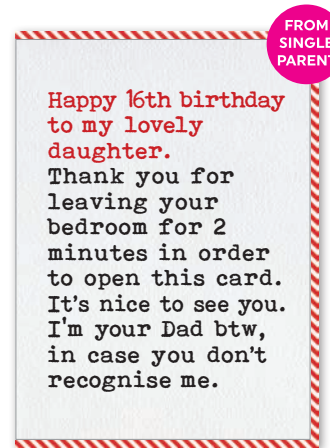 FROM
SINGLE
PARENT
Happy 16th birthday
to my lovely
daughter.
Thank you for
leaving your
bedroom for 2
minutes in order
to open this card.
It's nice to see you.
I'm your Dad btw,
in case you don't
recognise me.